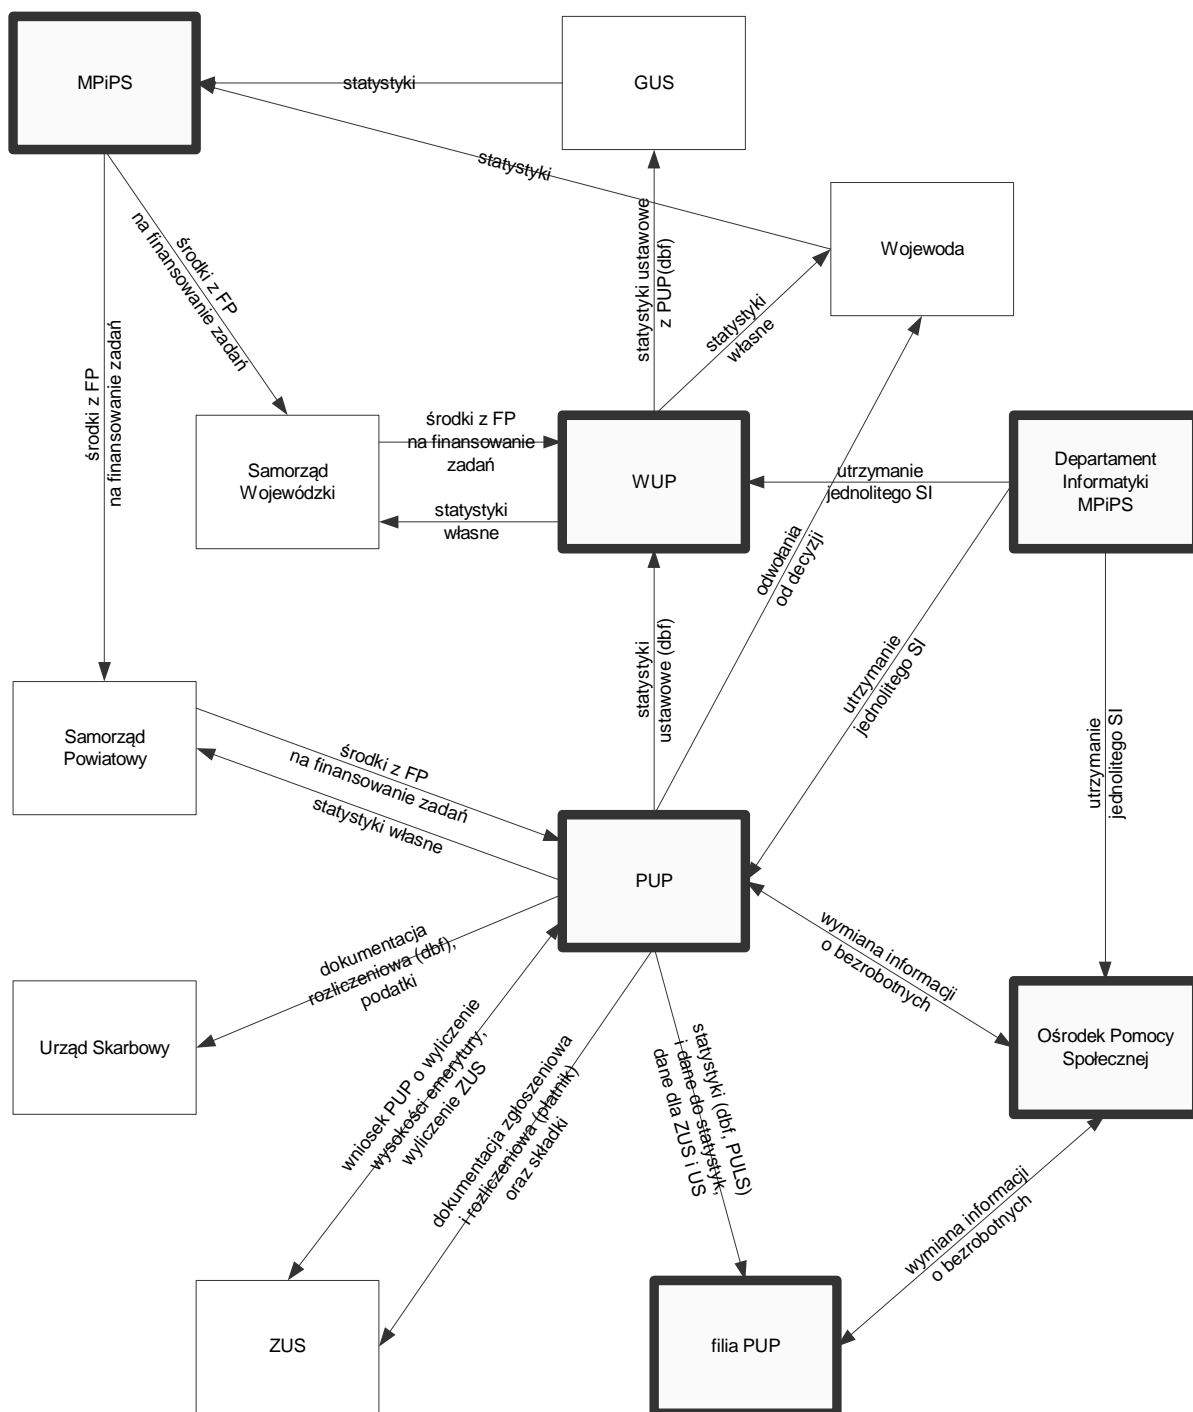 MPiPS
statystyki
GUS
statystyki
Wojewoda
środki z FP
na finansowanie zadań
środki z FP
na finansowanie zadań
statystyki ustawowe
z PUP(dbf)
statystyki
własne
Samorząd
Wojewódzki
środki z FP
na finansowanie
zadań
statystyki
własne
WUP
utrzymanie
jednolitego SI
Departament
Informatyki
MPiPS
odwołania
od decyzji
statystyki
ustawowe (dbf)
utrzymanie
jednolitego SI
utrzymanie
jednolitego SI
Samorząd
Powiatowy
środki z FP
na finansowanie zadań
statystyki własne
PUP
dokumentacja
rozliczeniowa (dbf),
podatki
wymiana informacji
o bezrobotnych
Urząd Skarbowy
Ośrodek Pomocy
Społecznej
wniosek PUP o wyliczenie
wysokości emerytury,
wyliczenie ZUS
dokumentacja zgłoszeniowa
i rozliczeniowa (płatnik)
oraz składki
statystyki (dbf, PULS)
i dane do statystyk,
dane dla ZUS i US
wymiana informacji
o bezrobotnych
ZUS
filia PUP